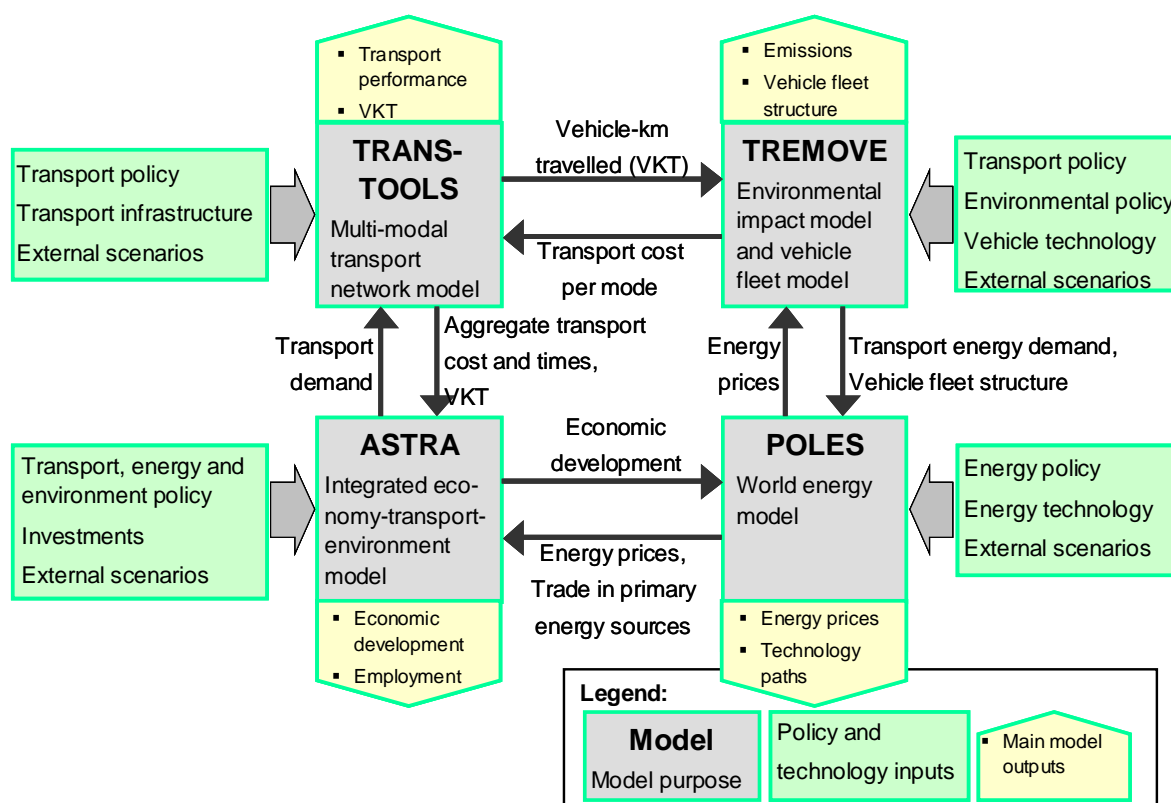 ▪ Transport
performance
▪ VKT
▪ Emissions
▪ Vehicle fleet
structure
Transport policy
Transport infrastructure
External scenarios
TRANS-
TOOLS
Multi-modal
transport
network model
Vehicle-km
travelled (VKT)
Transport cost
per mode
TREMOVE
Environmental
impact model
and vehicle
fleet model
Transport policy
Environmental policy
Vehicle technology
External scenarios
Transport
demand
Aggregate transport
cost and times,
VKT
Energy
prices
Transport energy demand,
Vehicle fleet structure
Transport, energy and
environment policy
Investments
External scenarios
ASTRA
Integrated eco-
nomy-transport-
environment
model
Economic
development
Energy prices,
Trade in primary
energy sources
POLES
World energy
model
Energy policy
Energy technology
External scenarios
▪ Economic
development
▪ Employment
▪ Energy prices
▪ Technology
paths
Legend:
Model
Model purpose
Policy and
technology inputs
▪ Main model
outputs